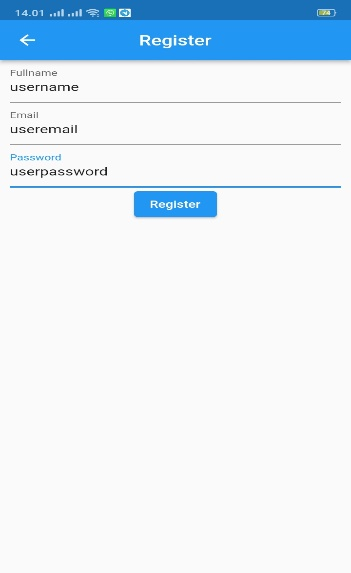 14.01
Register
Fullname
username
Email
useremail
Password
userpassword
Register